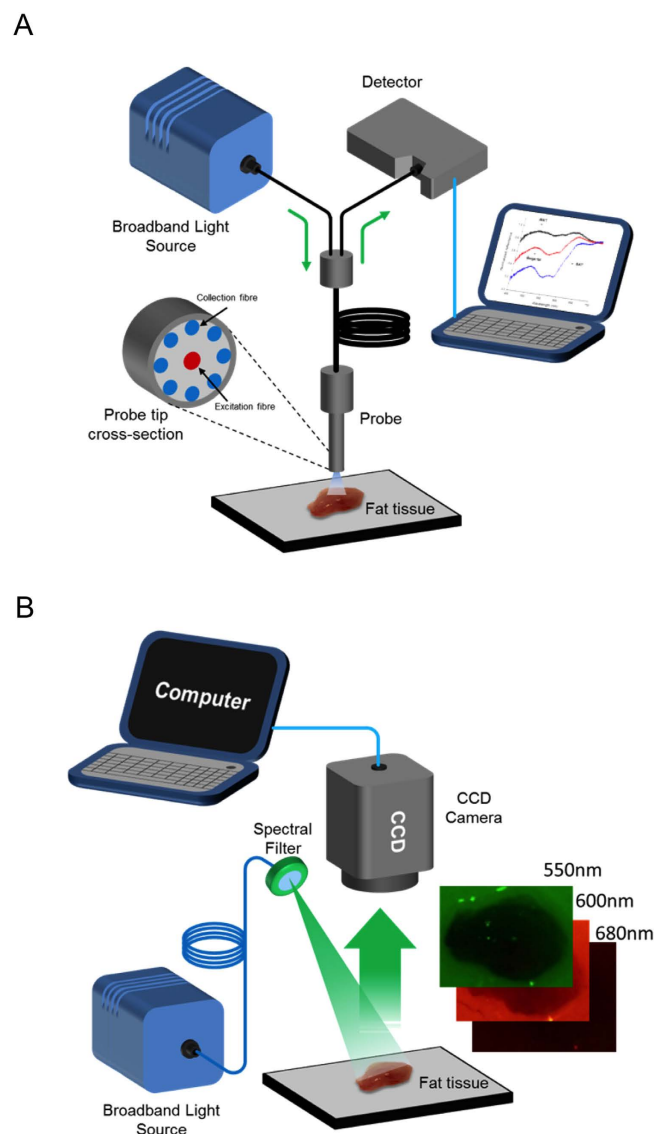 A
Detector
Broadband Light
Source
Collection fibre
Excitation fibre
Probe tip
cross-section
Probe
Fat tissue
B
Computer
CCD
Camera
CCD
Spectral
Filter
550nm
600nm
680nm
Fat tissue
Broadband Light
Source